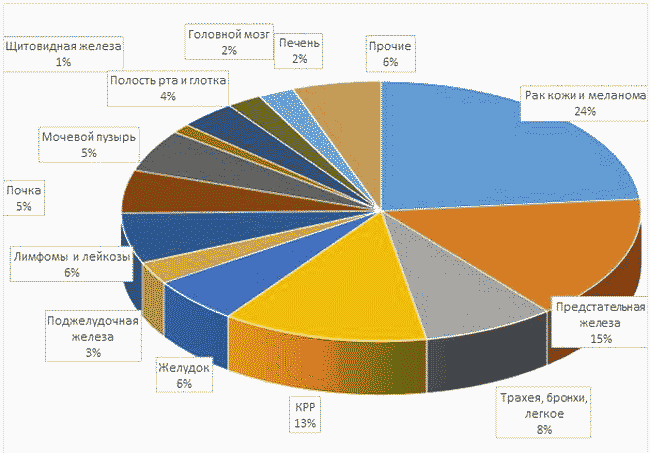 Головной мозг
2%
Печень
2%
Прочие
6%
Щитовидная железа
1%
Полость рта и глотка
4%
Рак кожи и меланома
24%
Мочевой пузырь
5%
Почка
5%
Лимфомы и лейкозы
6%
Предстательная
железа
15%
Поджелудочная
железа
3%
Желудок
6%
КРР
13%
Трахея, бронхи,
легкое
8%